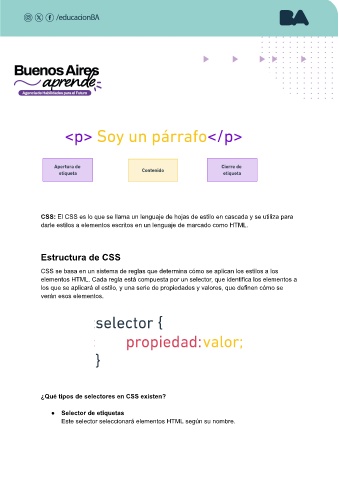 /educacionBA
BA
Buenos Aires
aprende
Agencia de Habilidades para el Futuro
<p> Soy un párrafo</p>
Apertura de
etiqueta
Contenido
Cierre de
etiqueta
CSS: El CSS es lo que se llama un lenguaje de hojas de estilo en cascada y se utiliza para
darle estilos a elementos escritos en un lenguaje de marcado como HTML.
Estructura de CSS
CSS se basa en un sistema de reglas que determina cómo se aplican los estilos a los
elementos HTML. Cada regla está compuesta por un selector, que identifica los elementos a
los que se aplicará el estilo, y una serie de propiedades y valores, que definen cómo se
verán esos elementos.
selector {
propiedad:valor;
}
¿Qué tipos de selectores en CSS existen?
● Selector de etiquetas
Este selector seleccionará elementos HTML según su nombre.